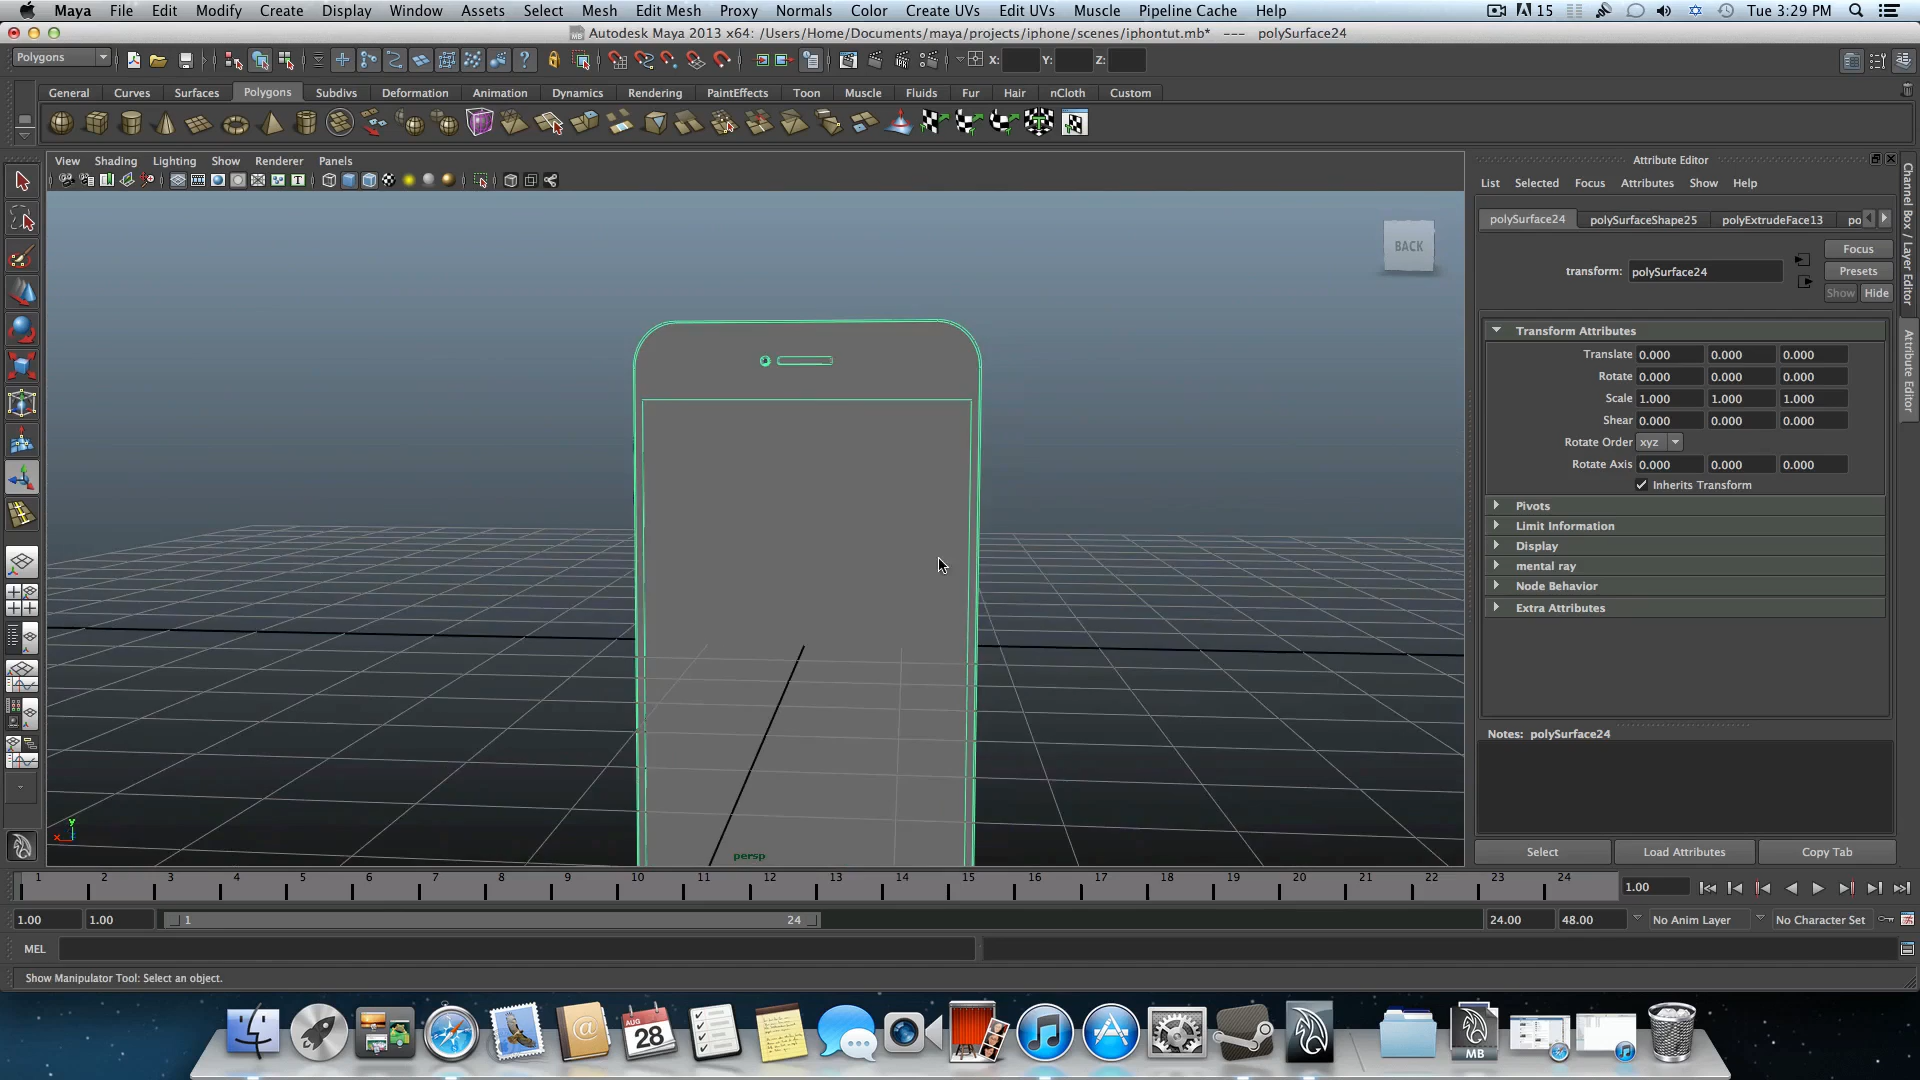 Maya File Edit Modify Create Display Window Assets Select Mesh Edit Mesh Proxy Normals Color Create UVs Edit UVs Muscle Pipeline Cache Help 15 Tue 3:29 PM
Autodesk Maya 2013 x64: /Users/Home/Documents/maya/projects/iphone/scenes/iphontut.mb* --- polySurface24
Polygons X: Y: Z:
General Curves Surfaces Polygons Subdivs Deformation Animation Dynamics Rendering PaintEffects Toon Muscle Fluids Fur Hair nCloth Custom
View Shading Lighting Show Renderer Panels
BACK
persp
y
x
Attribute Editor
List Selected Focus Attributes Show Help
polySurface24 polySurfaceShape25 polyExtrudeFace13 po
Focus
transform: polySurface24
Presets
Show Hide
Transform Attributes
Translate 0.000 0.000 0.000
Rotate 0.000 0.000 0.000
Scale 1.000 1.000 1.000
Shear 0.000 0.000 0.000
Rotate Order xyz
Rotate Axis 0.000 0.000 0.000
Inherits Transform
Pivots
Limit Information
Display
mental ray
Node Behavior
Extra Attributes
Notes: polySurface24
Select Load Attributes Copy Tab
Channel Box / Layer Editor
Attribute Editor
1 2 3 4 5 6 7 8 9 10 11 12 13 14 15 16 17 18 19 20 21 22 23 24 1.00
1.00 1.00 1 24 24.00 48.00 No Anim Layer No Character Set
MEL
Show Manipulator Tool: Select an object.
AUG
28
MB